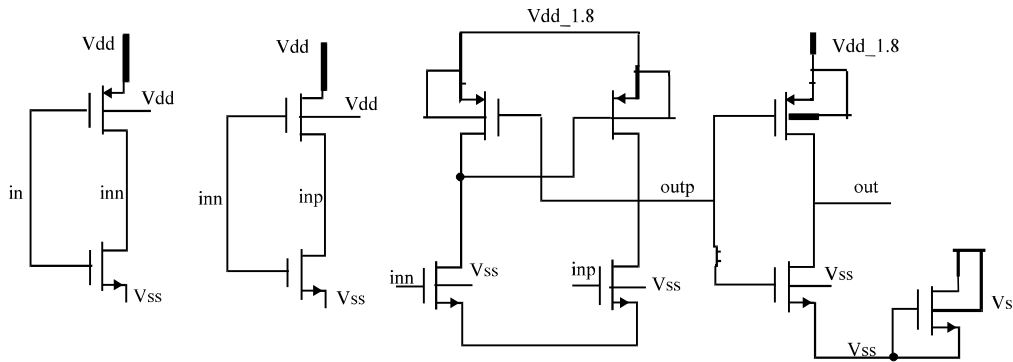 Vdd_1.8
Vdd
Vdd
Vdd_1.8
Vdd
Vdd
in
inn
inn
inp
outp
out
inn
Vss
inp
Vss
Vss
Vss
Vss
Vs
Vss